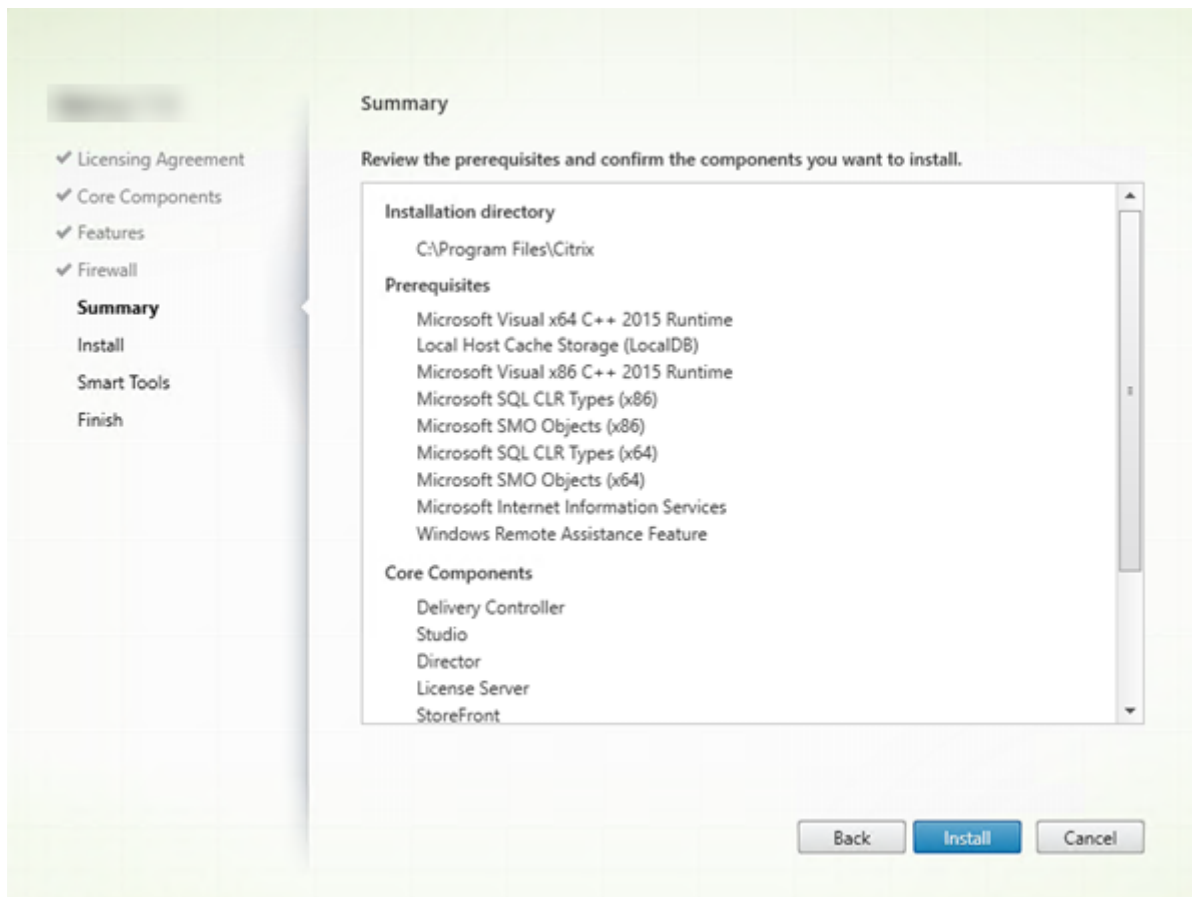 Licensing Agreement
Core Components
Features
Firewall
Summary
Install
Smart Tools
Finish
Summary
Review the prerequisites and confirm the components you want to install.
Installation directory
C:\Program Files\Citrix
Prerequisites
Microsoft Visual x64 C++ 2015 Runtime
Local Host Cache Storage (LocalDB)
Microsoft Visual x86 C++ 2015 Runtime
Microsoft SQL CLR Types (x86)
Microsoft SMO Objects (x86)
Microsoft SQL CLR Types (x64)
Microsoft SMO Objects (x64)
Microsoft Internet Information Services
Windows Remote Assistance Feature
Core Components
Delivery Controller
Studio
Director
License Server
StoreFront
Back
Install
Cancel